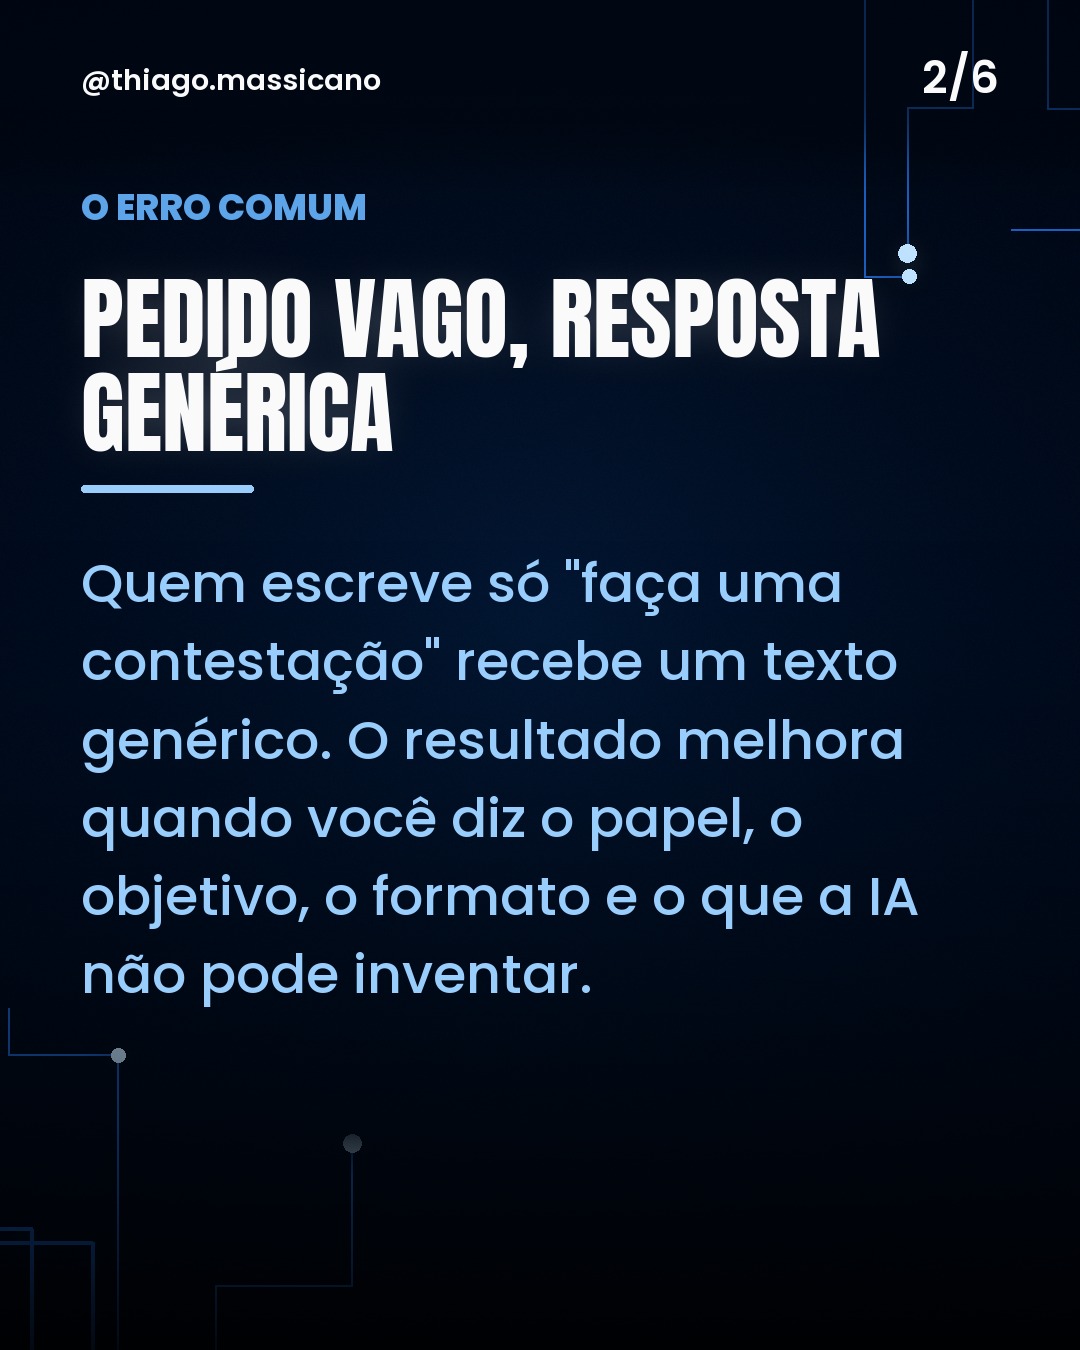 @thiago.massicano
2/6
O ERRO COMUM
PEDIDO VAGO, RESPOSTA
GENÉRICA
Quem escreve só "faça uma
contestação" recebe um texto
genérico. O resultado melhora
quando você diz o papel, o
objetivo, o formato e o que a IA
não pode inventar.